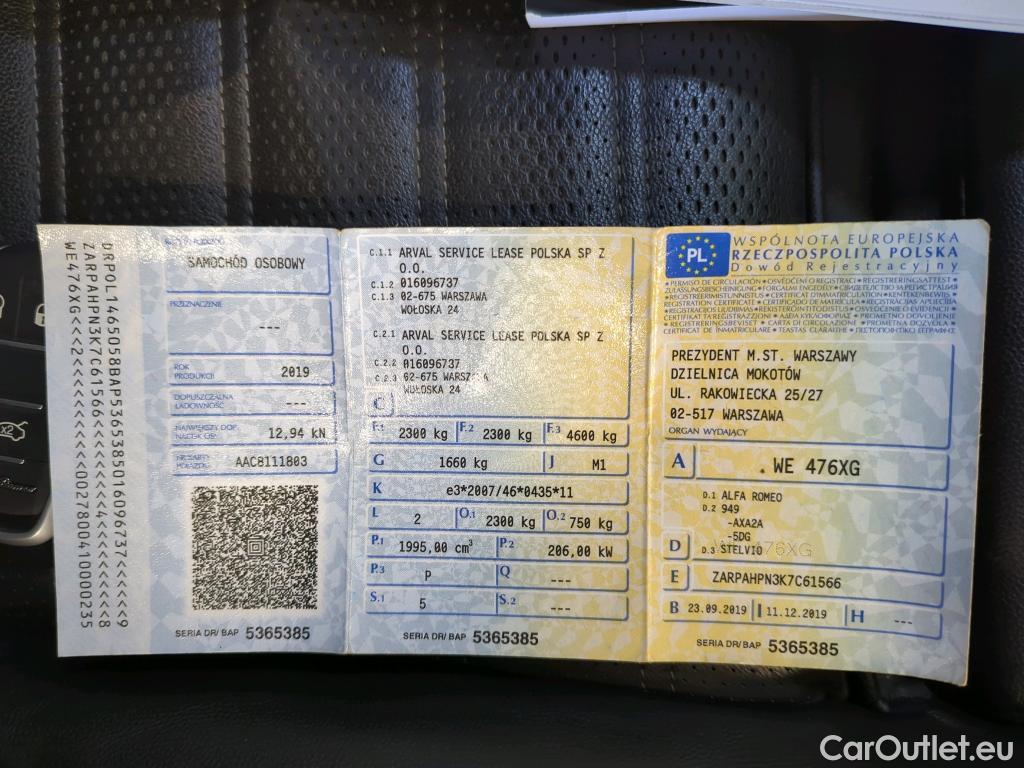 DRPOL1465058BAP5365385016096737<<<<<9
ZARPAHPN3K7C61566<<<<<<<<<<<4<<<<<<<8
WE476XG<<<2<<<<<<<<<<<0027800410000235
SAMOCHÓD OSOBOWY
PRZEZNACZENIE
---
ROK
PRODUKCJI
2019
DOPUSZCZALNA
ŁADOWNOŚĆ
---
NAJWIĘKSZY DOP.
NACISK OSI
12,94 kN
NR KARTY
POJAZDU
AAC8111803
SERIA DR/BAP 5365385
C.1.1 ARVAL SERVICE LEASE POLSKA SP Z
O.O.
C.1.2 016096737
C.1.3 02-675 WARSZAWA
WOŁOSKA 24
C.2.1 ARVAL SERVICE LEASE POLSKA SP Z
O.O.
C.2.2 016096737
C.2.3 02-675 WARSZAWA
WOŁOSKA 24
C
F.1 2300 kg F.2 2300 kg F.3 4600 kg
G 1660 kg J M1
K e3*2007/46*0435*11
L 2 O.1 2300 kg O.2 750 kg
P.1 1995,00 cm³ P.2 206,00 kW
P.3 P Q ---
S.1 5 S.2 ---
SERIA DR/BAP 5365385
PL
WSPÓLNOTA EUROPEJSKA
RZECZPOSPOLITA POLSKA
Dowód Rejestracyjny
PREZYDENT M.ST. WARSZAWY
DZIELNICA MOKOTÓW
UL. RAKOWIECKA 25/27
02-517 WARSZAWA
ORGAN WYDAJĄCY
A .WE 476XG
D.1 ALFA ROMEO
D.2 949
-AXA2A
-5DG
D D.3 STELVIO
E ZARPAHPN3K7C61566
B 23.09.2019 I 11.12.2019 H ---
SERIA DR/BAP 5365385
x2
CarOutlet.eu